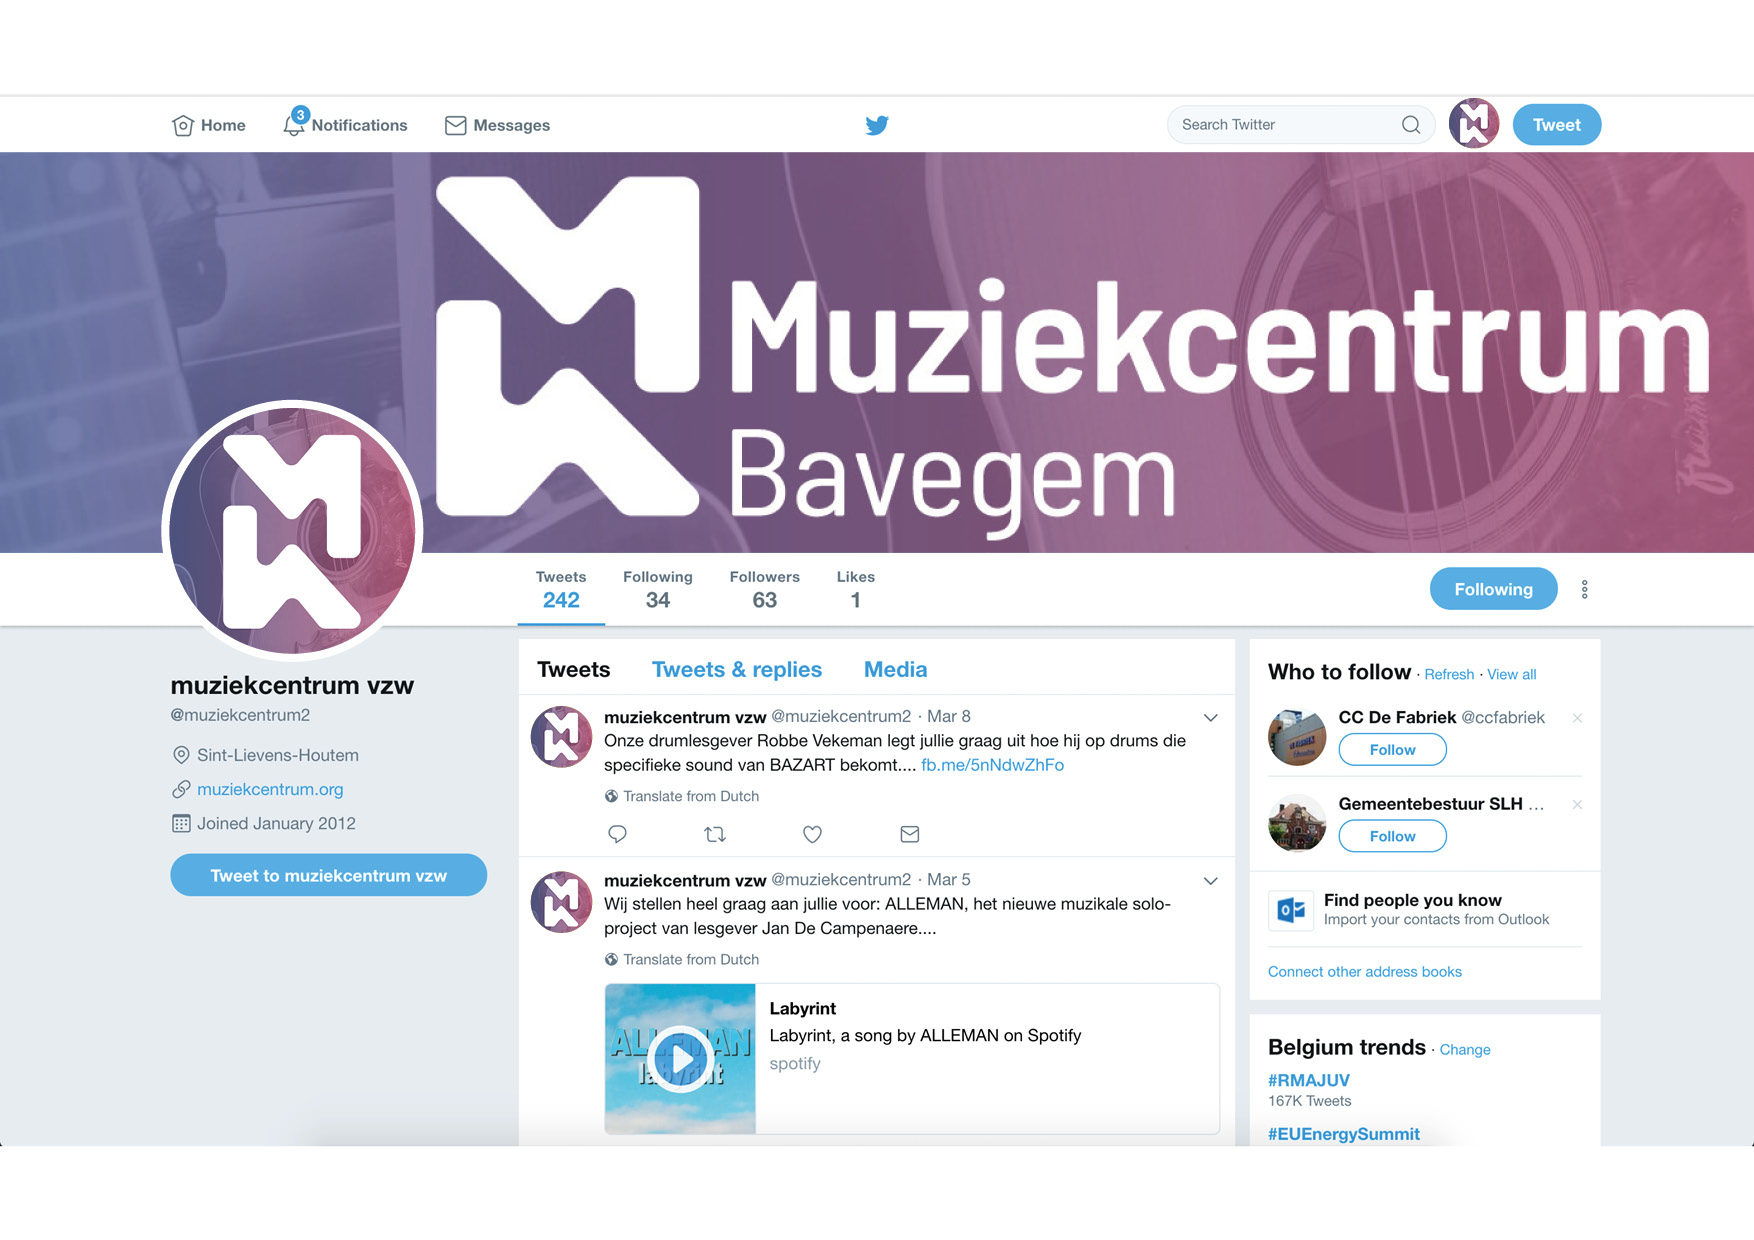 Home
3
Notifications
Messages
Search Twitter
Tweet
Muziekcentrum
Bavegem
Tweets
Following
Followers
Likes
242
34
63
1
Following
muziekcentrum vzw
@muziekcentrum2
Sint-Lievens-Houtem
muziekcentrum.org
Joined January 2012
Tweet to muziekcentrum vzw
Tweets
Tweets & replies
Media
muziekcentrum vzw @muziekcentrum2 · Mar 8
Onze drumlesgever Robbe Vekeman legt jullie graag uit hoe hij op drums die
specifieke sound van BAZART bekomt.... fb.me/5nNdwZhFo
Translate from Dutch
muziekcentrum vzw @muziekcentrum2 · Mar 5
Wij stellen heel graag aan jullie voor: ALLEMAN, het nieuwe muzikale solo-
project van lesgever Jan De Campenaere....
Translate from Dutch
ALLEMAN
labyrint
Labyrint
Labyrint, a song by ALLEMAN on Spotify
spotify
Who to follow · Refresh · View all
CC De Fabriek @ccfabriek
Follow
Gemeentebestuur SLH ...
Follow
Find people you know
Import your contacts from Outlook
Connect other address books
Belgium trends · Change
#RMAJUV
167K Tweets
#EUEnergySummit